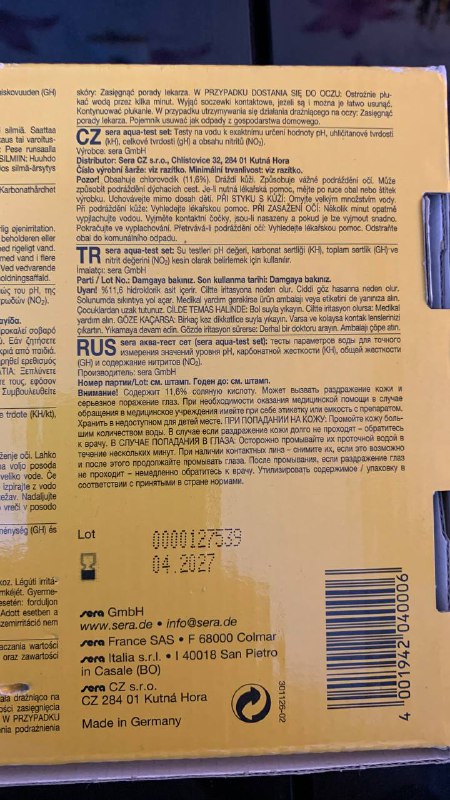 skóry: Zasięgnąć porady lekarza. W PRZYPADKU DOSTANIA SIĘ DO OCZU: Ostrożnie płu-
kać wodą przez kilka minut. Wyjąć soczewki kontaktowe, jeżeli są i można je łatwo usunąć.
Kontynuować płukanie. W przypadku utrzymywania się działania drażniącego na oczy: Zasięgnąć
porady lekarza. Pojemnik usuwać jak odpady z gospodarstwa domowego.
CZ sera aqua-test set: Testy na vodu k exaktnímu určení hodnoty pH, uhličitanové tvrdosti
(kH), celkové tvrdosti (gH) a obsahu nitritů (NO₂).
Výrobce: sera GmbH
Distributor: Sera CZ s.r.o., Chlístovice 32, 284 01 Kutná Hora
Číslo výrobní šarže: viz razítko. Minimální trvanlivost: viz razítko.
Pozor! Obsahuje chlorovodík (11,6%). Dráždí kůži. Způsobuje vážné podráždění očí. Může
způsobit podráždění dýchacích cest. Je-li nutná lékařská pomoc, mějte po ruce obal nebo štítek
výrobku. Uchovávejte mimo dosah dětí. PŘI STYKU S KŮŽÍ: Omyjte velkým množstvím vody.
Při podráždění kůže: Vyhledejte lékařskou pomoc. PŘI ZASAŽENÍ OČÍ: Několik minut opatrně
vyplachujte vodou. Vyjměte kontaktní čočky, jsou-li nasazeny a pokud je lze vyjmout snadno.
Pokračujte ve vyplachování. Přetrvává-li podráždění očí: Vyhledejte lékařskou pomoc. Odstraňte
obal do komunálního odpadu.
TR sera aqua-test set: Su testleri pH değeri, karbonat sertliği (KH), toplam sertlik (GH) ve
nitrit değerini (NO₂) kesin olarak belirlemek için kullanılır.
İmalatçı: sera GmbH
Parti / Lot No.: Damgaya bakınız. Son kullanma tarihi: Damgaya bakınız.
Uyarı! %11,6 hidroklorik asit içerir. Ciltte irritasyona neden olur. Ciddi göz hasarına neden olur.
Solunumda sıkıntıya yol açar. Medikal yardım gerekirse ürün ambalajı veya etiketini de yanınıza alın.
Çocuklardan uzak tutunuz. CİLDE TEMAS HALİNDE: Bol suyla yıkayın. Ciltte irritasyon olursa: Medikal
yardım alın. GÖZE KAÇARSA: Birkaç kez dikkatlice suyla yıkayın. Varsa ve kolaysa kontak lenslerinizi
çıkartın. Yıkamaya devam edin. Gözde iritasyon sürerse: Derhal bir doktoru arayın. Ambalajı çöpe atın.
RUS sera аква-тест сет (sera aqua-test set): тесты параметров воды для точного
измерения значений уровня pH, карбонатной жесткости (KH), общей жесткости
(GH) и содержание нитритов (NO₂).
Производитель: sera GmbH
Номер партии/Lot: см. штамп. Годен до: см. штамп.
Внимание! Содержит 11,6% соляную кислоту. Может вызвать раздражение кожи и
серьезное поражение глаз. При необходимости оказания медицинской помощи в случае
обращения в медицинское учреждения имейте при себе этикетку или емкость с препаратом.
Хранить в недоступном для детей месте. ПРИ ПОПАДАНИИ НА КОЖУ: Промойте кожу боль-
шим количеством воды. В случае если раздражение кожи долго не проходит – обратитесь
к врачу. В СЛУЧАЕ ПОПАДАНИЯ В ГЛАЗА: Осторожно промывайте их проточной водой в
течение нескольких минут. При наличии контактных линз – снимите их, если это возможно
и после этого продолжайте промывать глаза. После промывания, если раздражение глаз
не проходит – немедленно обратитесь к врачу. Утилизировать содержимое / упаковку в
соответствии с принятыми в стране нормами.
Lot 0000127539
04.2027
sera GmbH
www.sera.de • info@sera.de
sera France SAS • F 68000 Colmar
sera Italia s.r.l. • I 40018 San Pietro
in Casale (BO)
sera CZ s.r.o.
CZ 284 01 Kutná Hora
Made in Germany
301126-02
4 001942 040006